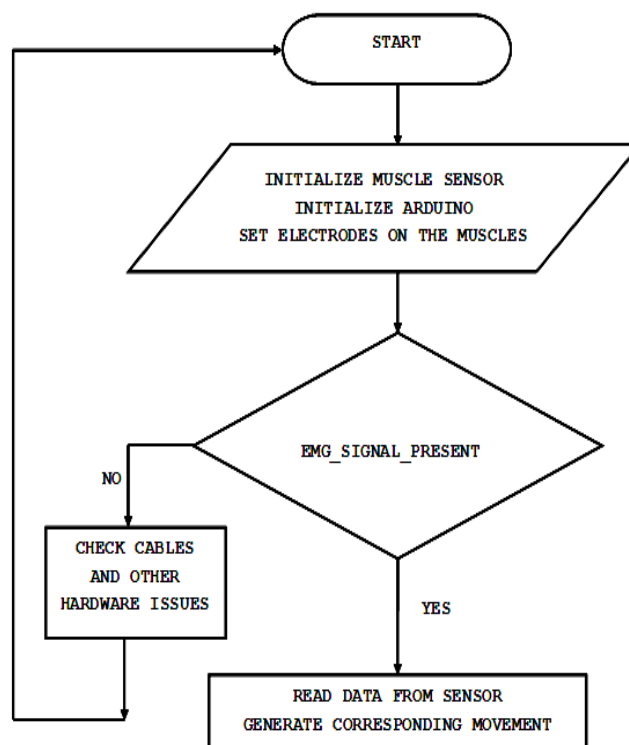 START
INITIALIZE MUSCLE SENSOR
INITIALIZE ARDUINO
SET ELECTRODES ON THE MUSCLES
EMG_SIGNAL_PRESENT
NO
CHECK CABLES
AND OTHER
HARDWARE ISSUES
YES
READ DATA FROM SENSOR
GENERATE CORRESPONDING MOVEMENT